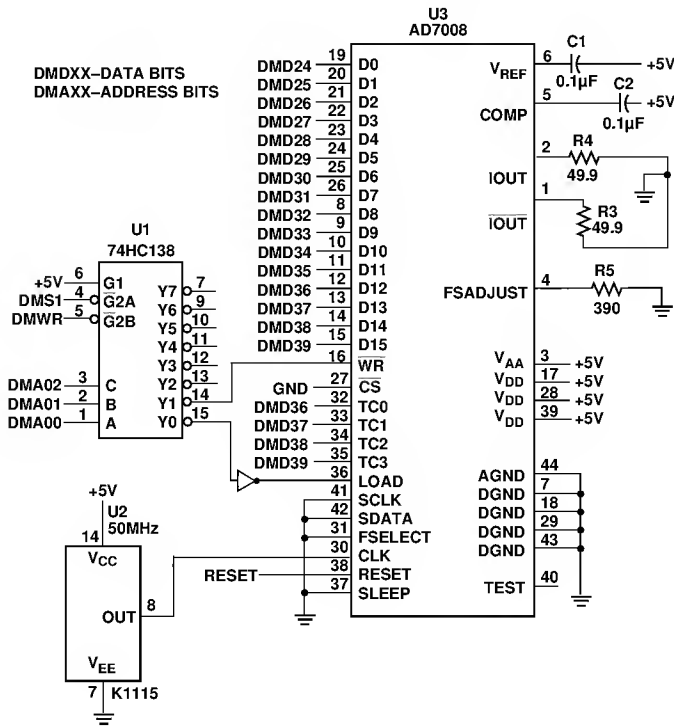 U3
AD7008
DMDXX–DATA BITS
DMAXX–ADDRESS BITS
DMD24 19 D0
DMD25 20 D1
DMD26 21 D2
DMD27 22 D3
DMD28 23 D4
DMD29 24 D5
DMD30 25 D6
DMD31 26 D7
DMD32 8 D8
DMD33 9 D9
DMD34 10 D10
DMD35 11 D11
DMD36 12 D12
DMD37 13 D13
DMD38 14 D14
DMD39 15 D15
16 WR
GND 27 CS
DMD36 32 TC0
DMD37 33 TC1
DMD38 34 TC2
DMD39 35 TC3
36 LOAD
41 SCLK
42 SDATA
31 FSELECT
30 CLK
RESET 38 RESET
37 SLEEP
VREF 6 C1 0.1µF +5V
COMP 5 C2 0.1µF +5V
IOUT 2 R4 49.9
IOUT 1 R3 49.9
FSADJUST 4 R5 390
VAA 3 +5V
VDD 17 +5V
VDD 28 +5V
VDD 39 +5V
AGND 44
DGND 7
DGND 18
DGND 29
DGND 43
TEST 40
U1
74HC138
+5V 6 G1
DMS1 4 G2A
DMWR 5 G2B
DMA02 3 C
DMA01 2 B
DMA00 1 A
Y7 7
Y6 9
Y5 10
Y4 11
Y3 12
Y2 13
Y1 14
Y0 15
+5V
U2
50MHz
14
VCC
OUT 8
VEE
7 K1115